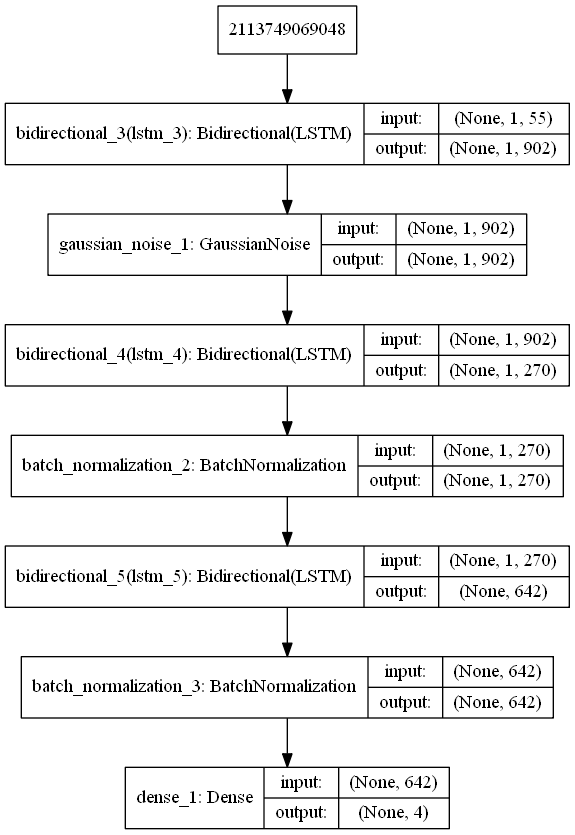 2113749069048
bidirectional_3(lstm_3): Bidirectional(LSTM)
input: (None, 1, 55)
output: (None, 1, 902)
gaussian_noise_1: GaussianNoise
input: (None, 1, 902)
output: (None, 1, 902)
bidirectional_4(lstm_4): Bidirectional(LSTM)
input: (None, 1, 902)
output: (None, 1, 270)
batch_normalization_2: BatchNormalization
input: (None, 1, 270)
output: (None, 1, 270)
bidirectional_5(lstm_5): Bidirectional(LSTM)
input: (None, 1, 270)
output: (None, 642)
batch_normalization_3: BatchNormalization
input: (None, 642)
output: (None, 642)
dense_1: Dense
input: (None, 642)
output: (None, 4)